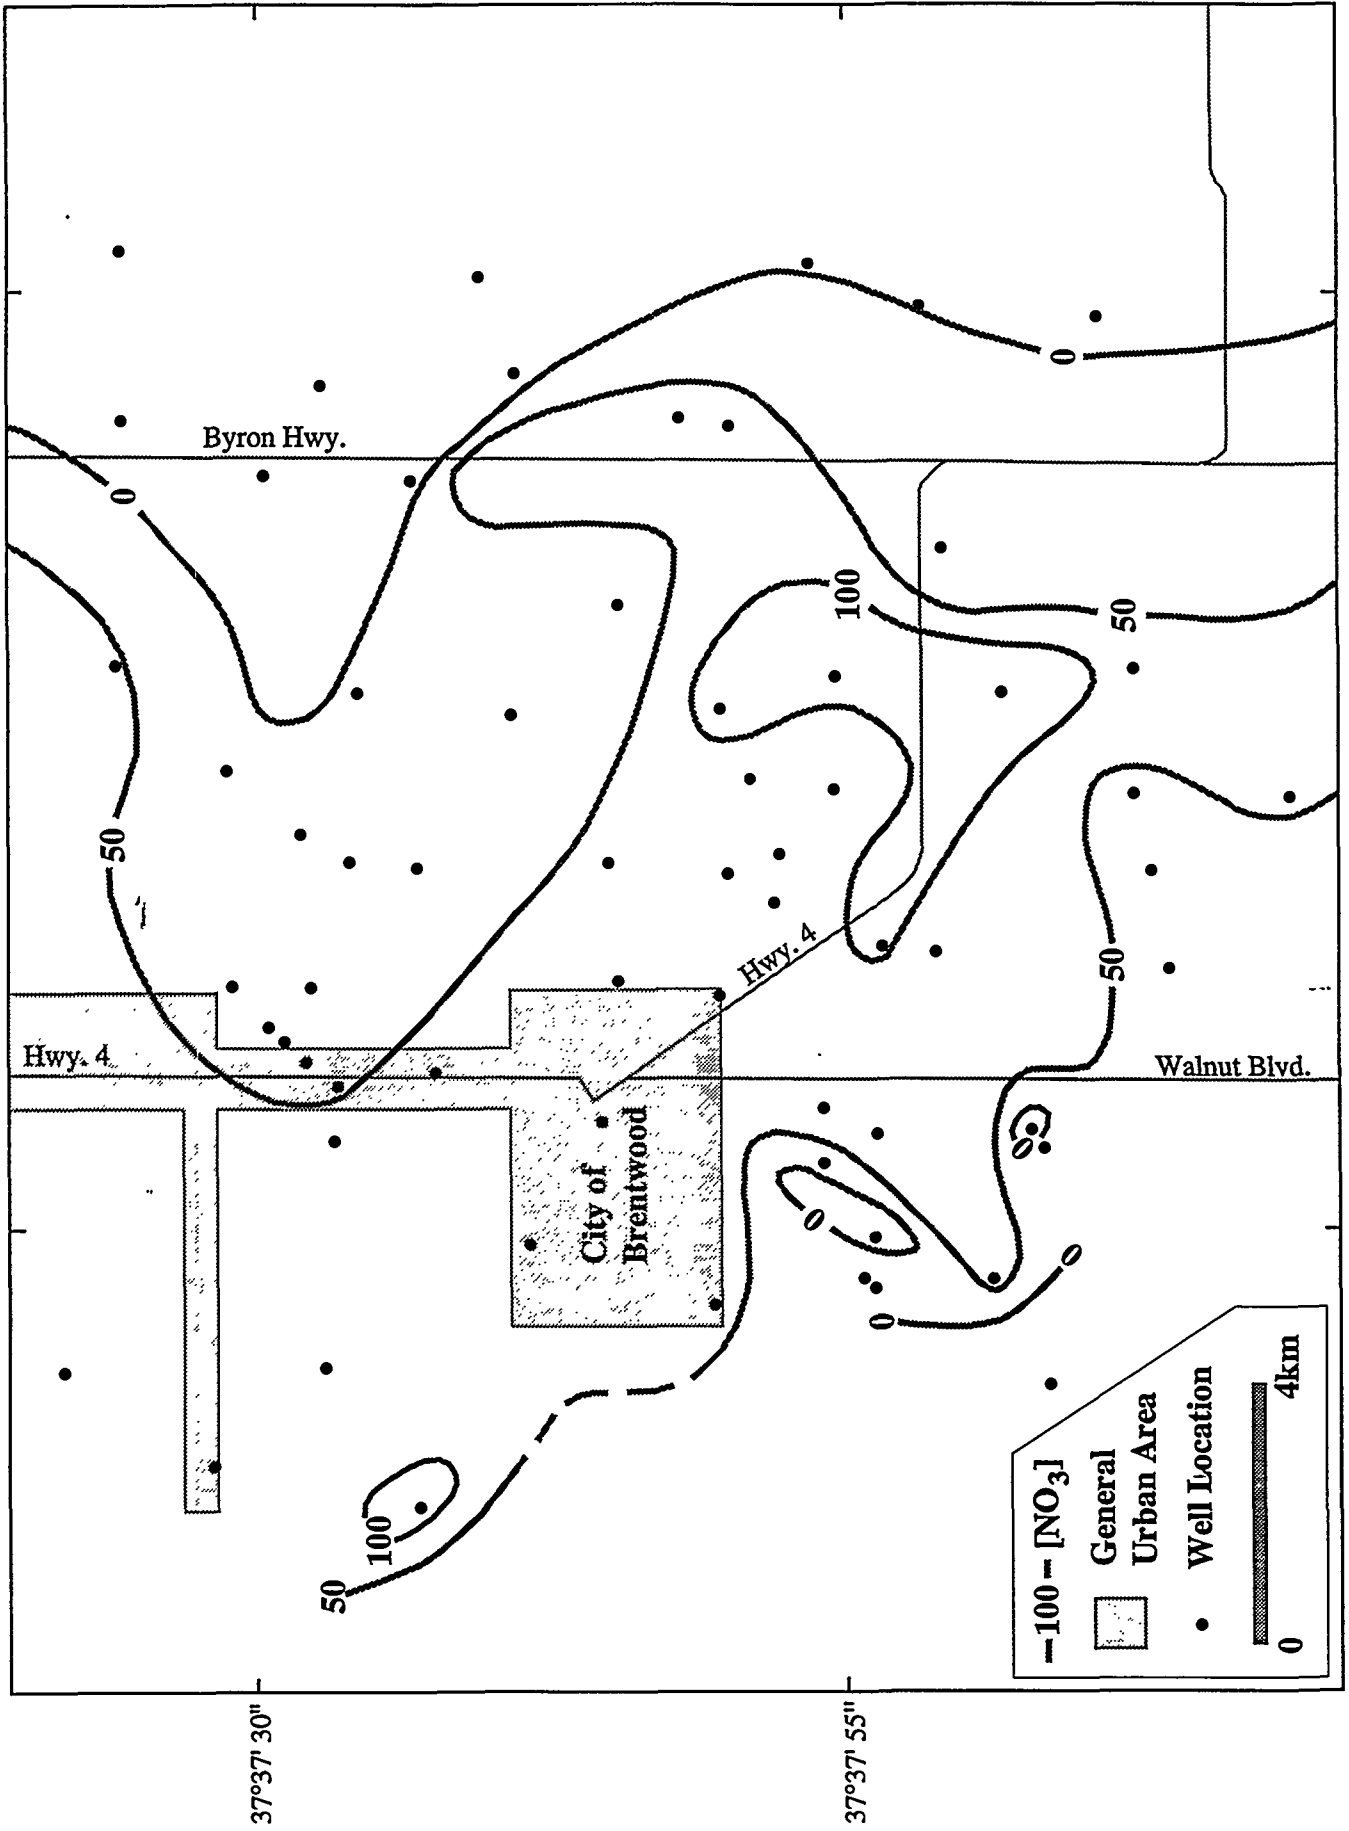 Byron Hwy.
0
0
50
100
50
Hwy. 4
Hwy. 4
50
Walnut Blvd.
City of
Brentwood
0
0
0
0
100
50
—100— [NO₃]
General
Urban Area
Well Location
0
4km
37°37' 30"
37°37' 55"